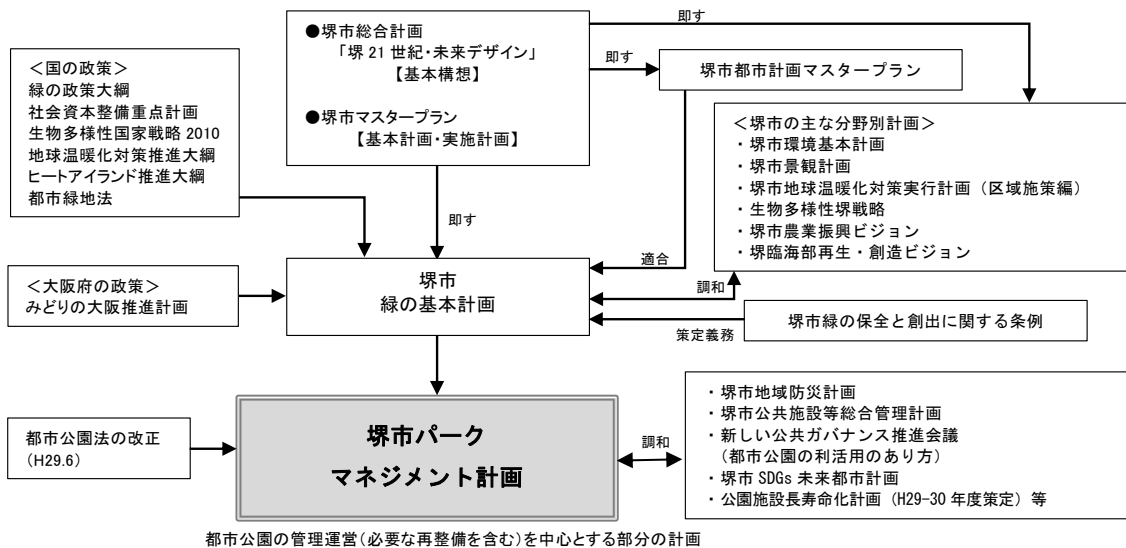 ●堺市総合計画
「堺 21 世紀・未来デザイン」
【基本構想】
●堺市マスタープラン
【基本計画・実施計画】
即す
即す
堺市都市計画マスタープラン
＜国の政策＞
緑の政策大綱
社会資本整備重点計画
生物多様性国家戦略 2010
地球温暖化対策推進大綱
ヒートアイランド推進大綱
都市緑地法
＜堺市の主な分野別計画＞
・堺市環境基本計画
・堺市景観計画
・堺市地球温暖化対策実行計画（区域施策編）
・生物多様性堺戦略
・堺市農業振興ビジョン
・堺臨海部再生・創造ビジョン
即す
適合
調和
＜大阪府の政策＞
みどりの大阪推進計画
堺市
緑の基本計画
策定義務
堺市緑の保全と創出に関する条例
都市公園法の改正
(H29.6)
堺市パーク
マネジメント計画
調和
・堺市地域防災計画
・堺市公共施設等総合管理計画
・新しい公共ガバナンス推進会議
（都市公園の利活用のあり方）
・堺市 SDGs 未来都市計画
・公園施設長寿命化計画（H29-30 年度策定）等
都市公園の管理運営(必要な再整備を含む)を中心とする部分の計画